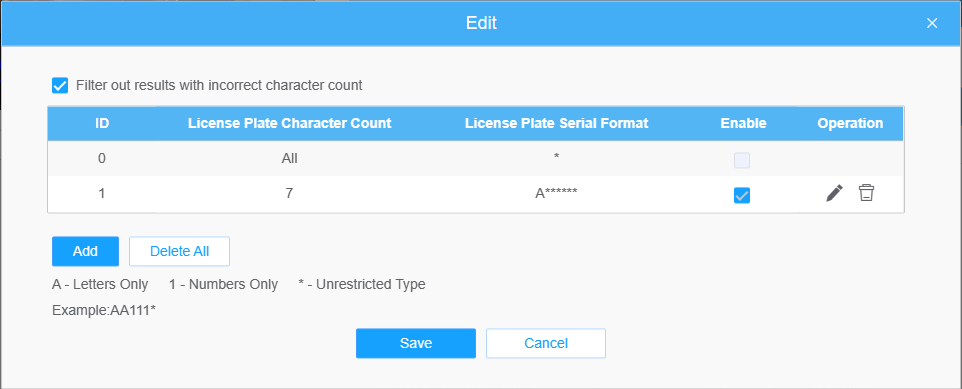 Edit
Filter out results with incorrect character count
ID License Plate Character Count License Plate Serial Format Enable Operation
0 All *
1 7 A******
Add Delete All
A - Letters Only 1 - Numbers Only * - Unrestricted Type
Example:AA111*
Save Cancel